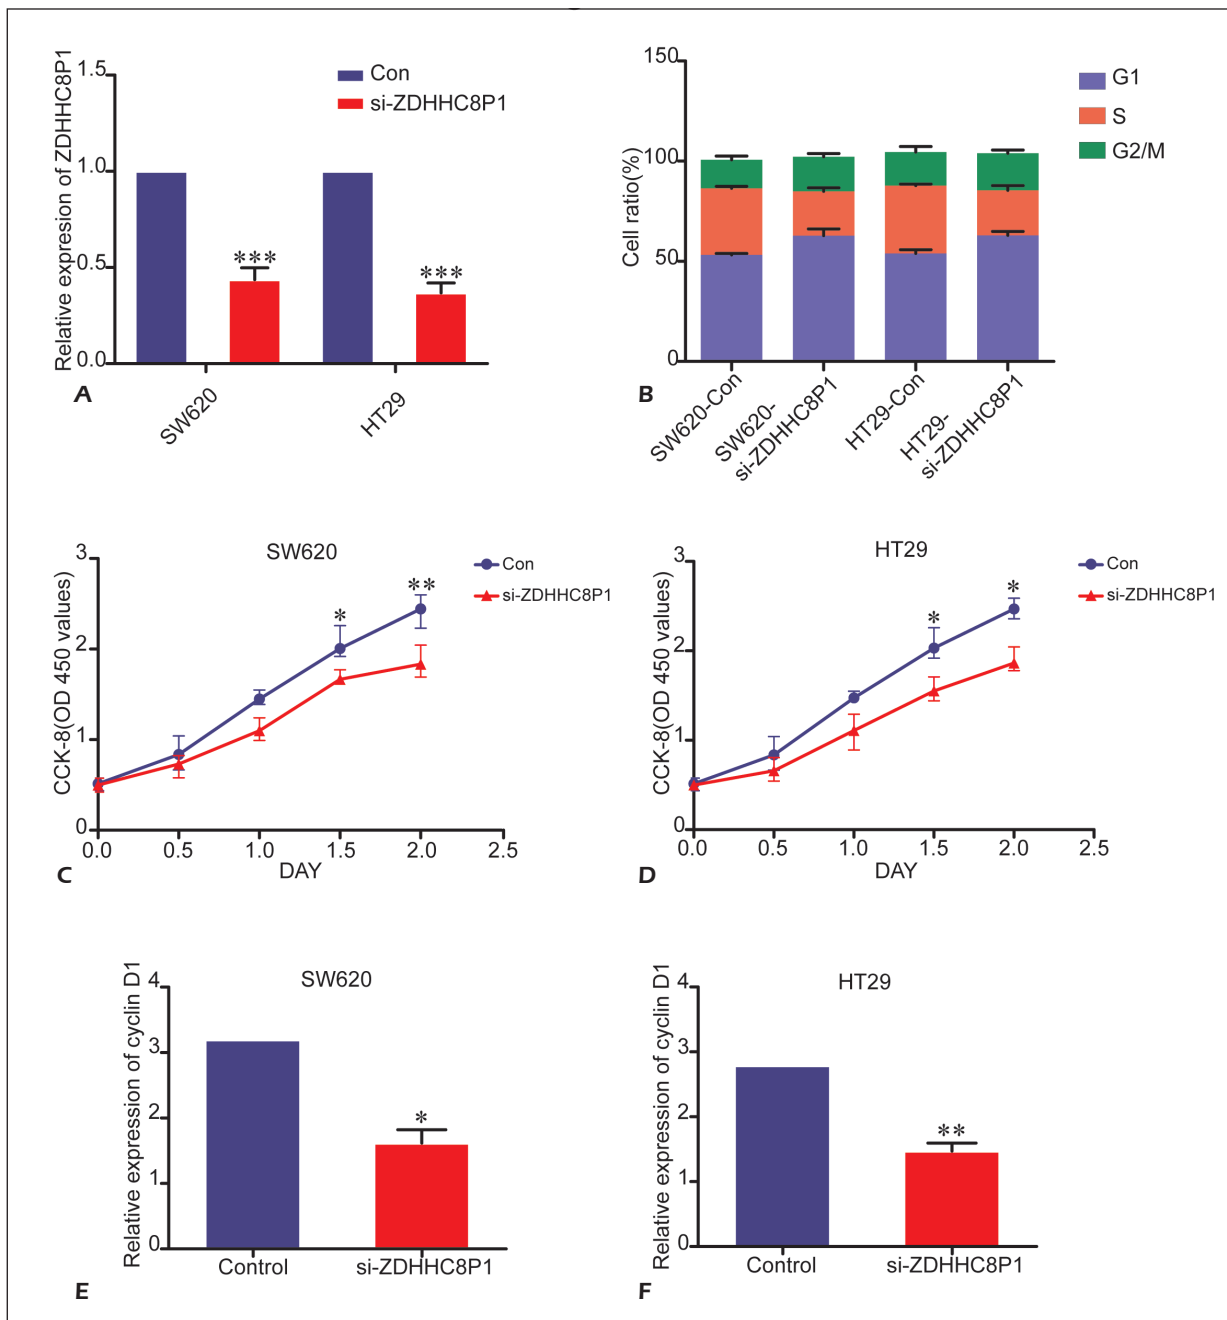 Relative expresion of ZDHHC8P1
1.5
1.0
0.5
0.0
Con
si-ZDHHC8P1
***
***
SW620
HT29
A
Cell ratio(%)
150
100
50
0
G1
S
G2/M
SW620-Con
SW620-
si-ZDHHC8P1
HT29-Con
HT29-
si-ZDHHC8P1
B
SW620
CCK-8(OD 450 values)
3
2
1
0
Con
si-ZDHHC8P1
*
**
0.0 0.5 1.0 1.5 2.0 2.5
DAY
C
HT29
CCK-8(OD 450 values)
3
2
1
0
Con
si-ZDHHC8P1
*
*
0.0 0.5 1.0 1.5 2.0 2.5
DAY
D
SW620
Relative expression of cyclin D1
4
3
2
1
0
*
Control si-ZDHHC8P1
E
HT29
Relative expression of cyclin D1
4
3
2
1
0
**
Control si-ZDHHC8P1
F